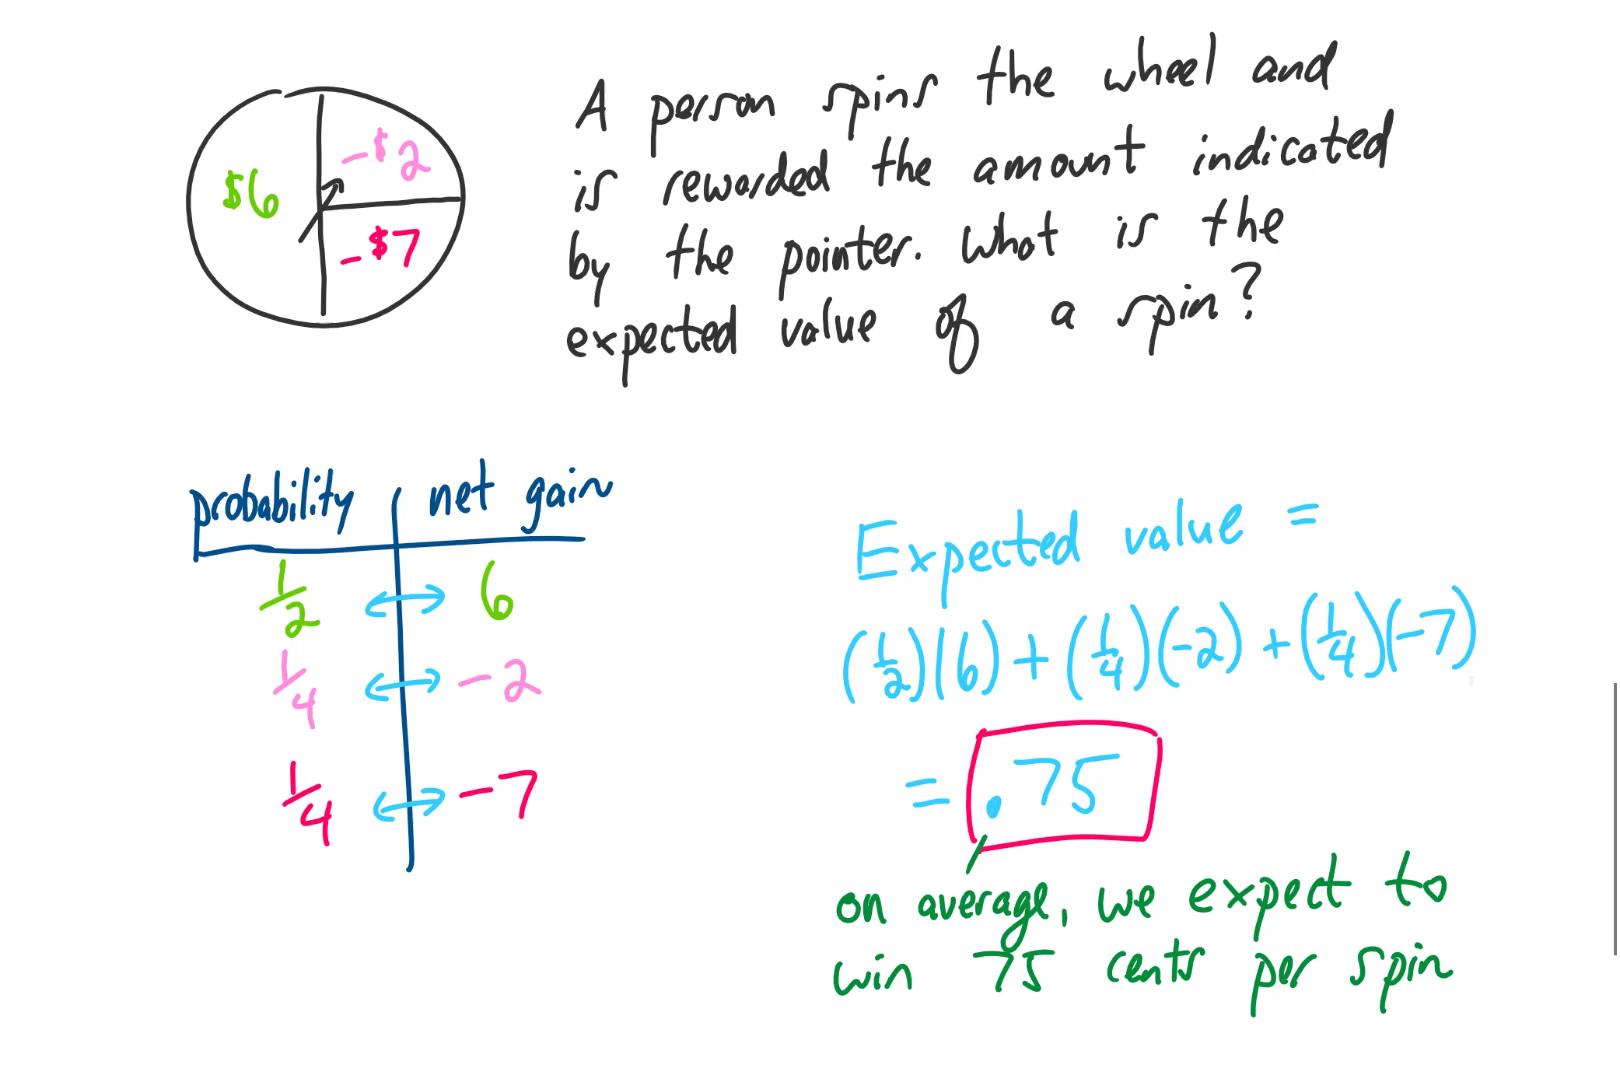 $6
-$2
-$7
A person spins the wheel and
is rewarded the amount indicated
by the pointer. What is the
expected value of a spin?
probability | net gain
1/2 ↔ 6
1/4 ↔ -2
1/4 ↔ -7
Expected value =
(1/2)(6) + (1/4)(-2) + (1/4)(-7)
= .75
on average, we expect to
win 75 cents per spin